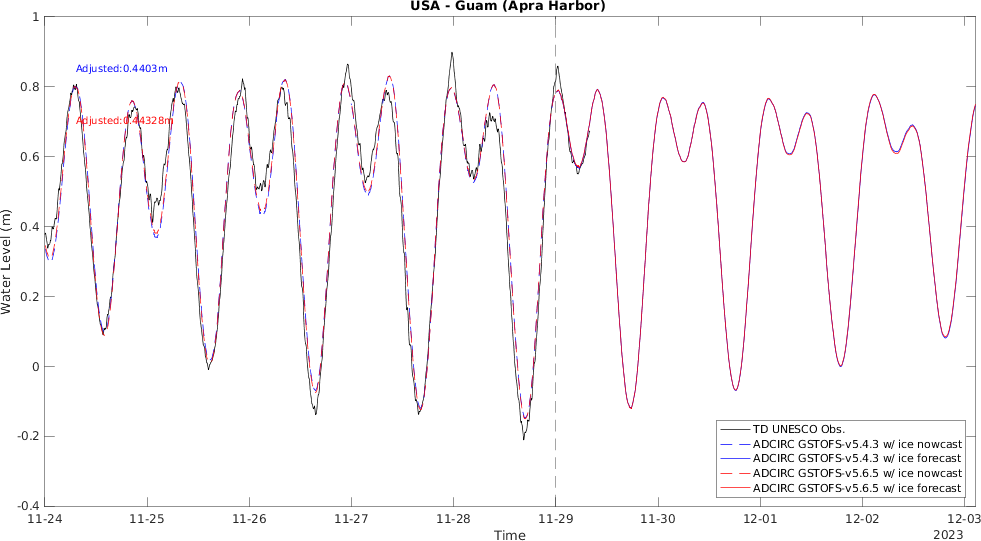 USA - Guam (Apra Harbor)
Water Level (m)
1
0.8
0.6
0.4
0.2
0
-0.2
-0.4
Adjusted:0.4403m
Adjusted:0.44328m
TD UNESCO Obs.
ADCIRC GSTOFS-v5.4.3 w/ ice nowcast
ADCIRC GSTOFS-v5.4.3 w/ ice forecast
ADCIRC GSTOFS-v5.6.5 w/ ice nowcast
ADCIRC GSTOFS-v5.6.5 w/ ice forecast
11-24 11-25 11-26 11-27 11-28 11-29 11-30 12-01 12-02 12-03
Time
2023